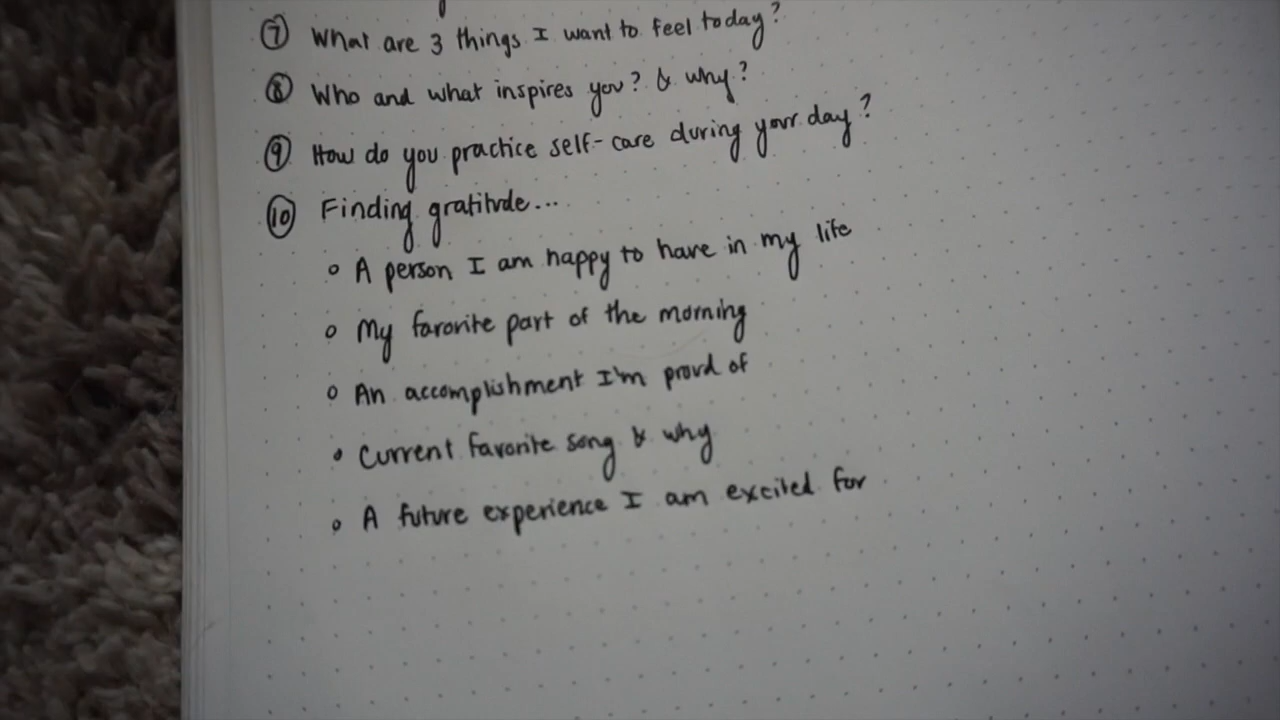 ⑦ What are 3 things I want to feel today?
⑧ Who and what inspires you? & why?
⑨ How do you practice self-care during your day?
⑩ Finding gratitude...
○ A person I am happy to have in my life
○ My favorite part of the morning
○ An accomplishment I'm proud of
○ Current favorite song & why
○ A future experience I am excited for